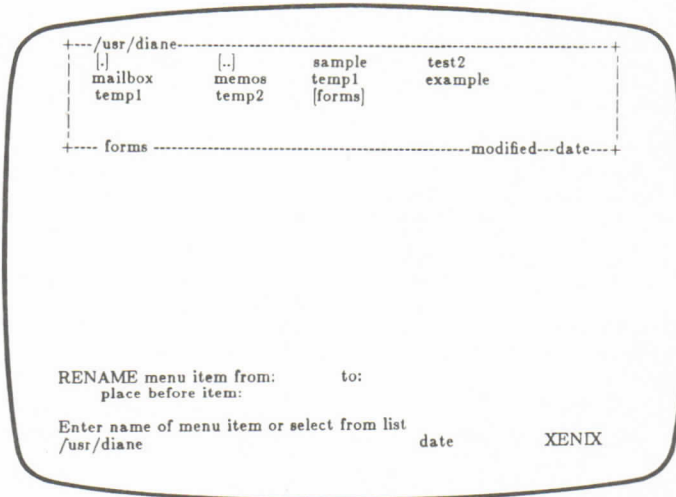 +---/usr/diane---------------------------------------------------------------+
[.] [..] sample test2
mailbox memos temp1 example
temp1 temp2 [forms]
+---- forms ---------------------------------------------modified---date---+
RENAME menu item from: to:
place before item:
Enter name of menu item or select from list
/usr/diane date XENIX